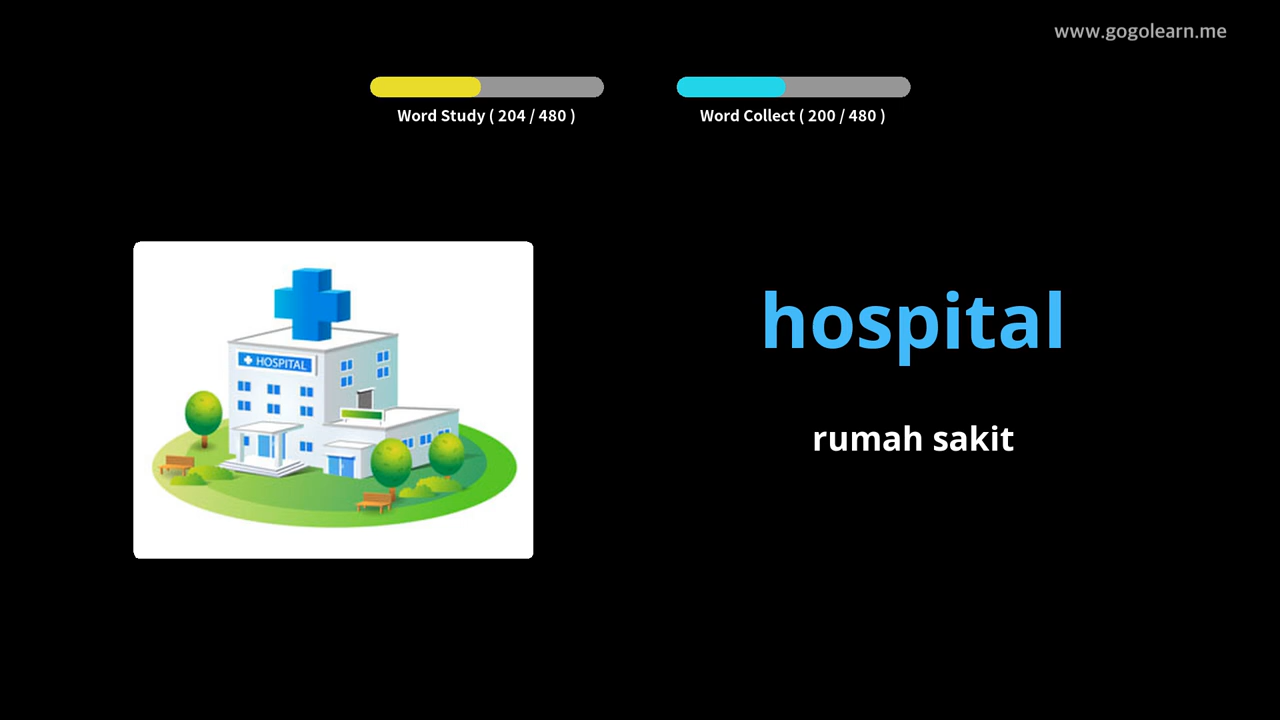 www.gogolearn.me
Word Study ( 204 / 480 )
Word Collect ( 200 / 480 )
HOSPITAL
hospital
rumah sakit